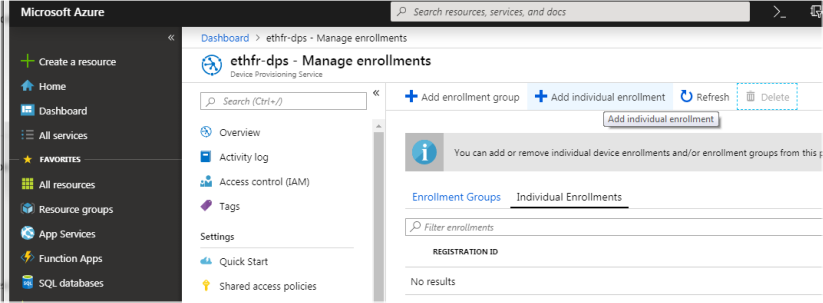 Microsoft Azure
Search resources, services, and docs
Create a resource
Home
Dashboard
All services
FAVORITES
All resources
Resource groups
App Services
Function Apps
SQL databases
Dashboard > ethfr-dps - Manage enrollments
ethfr-dps - Manage enrollments
Device Provisioning Service
Search (Ctrl+/)
Overview
Activity log
Access control (IAM)
Tags
Settings
Quick Start
Shared access policies
Add enrollment group
Add individual enrollment
Refresh
Delete
Add individual enrollment
You can add or remove individual device enrollments and/or enrollment groups from this p
Enrollment Groups
Individual Enrollments
Filter enrollments
REGISTRATION ID
No results